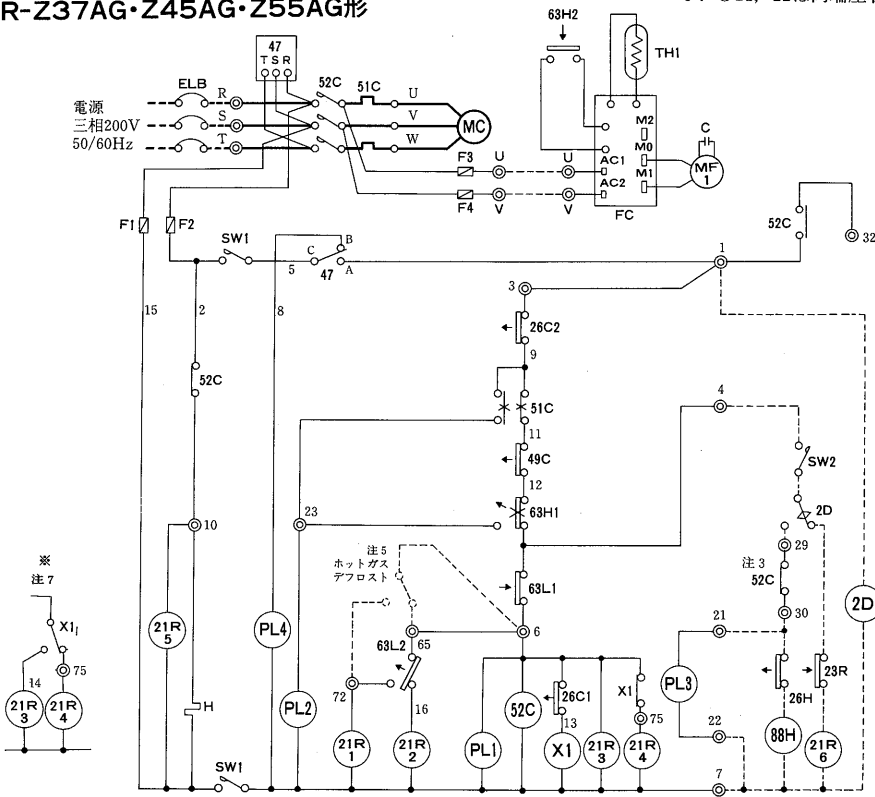 R-Z37AG・Z45AG・Z55AG形
63H2
47
T S R
TH1
ELB
52C
51C
R
U
電源
三相200V
50/60Hz
S
V
MC
T
W
M2
M0
M1
C
MF
1
F3
U
U
AC1
F4
V
V
AC2
FC
F1
F2
SW1
B
C
5
47
A
1
52C
32
3
15
2
8
26C2
9
52C
51C
4
11
49C
SW2
12
10
23
63H1
2D
注5
ホットガス
デフロスト
29
注3
52C
※
注7
63L1
30
2D
X1₁
21R
5
PL4
65
6
21
63L2
75
14
72
PL3
23R
21R
3
21R
4
H
PL2
16
52C
26C1
X1
26H
13
75
22
21R
1
21R
2
PL1
X1
21R
3
21R
4
88H
21R
6
SW1
7